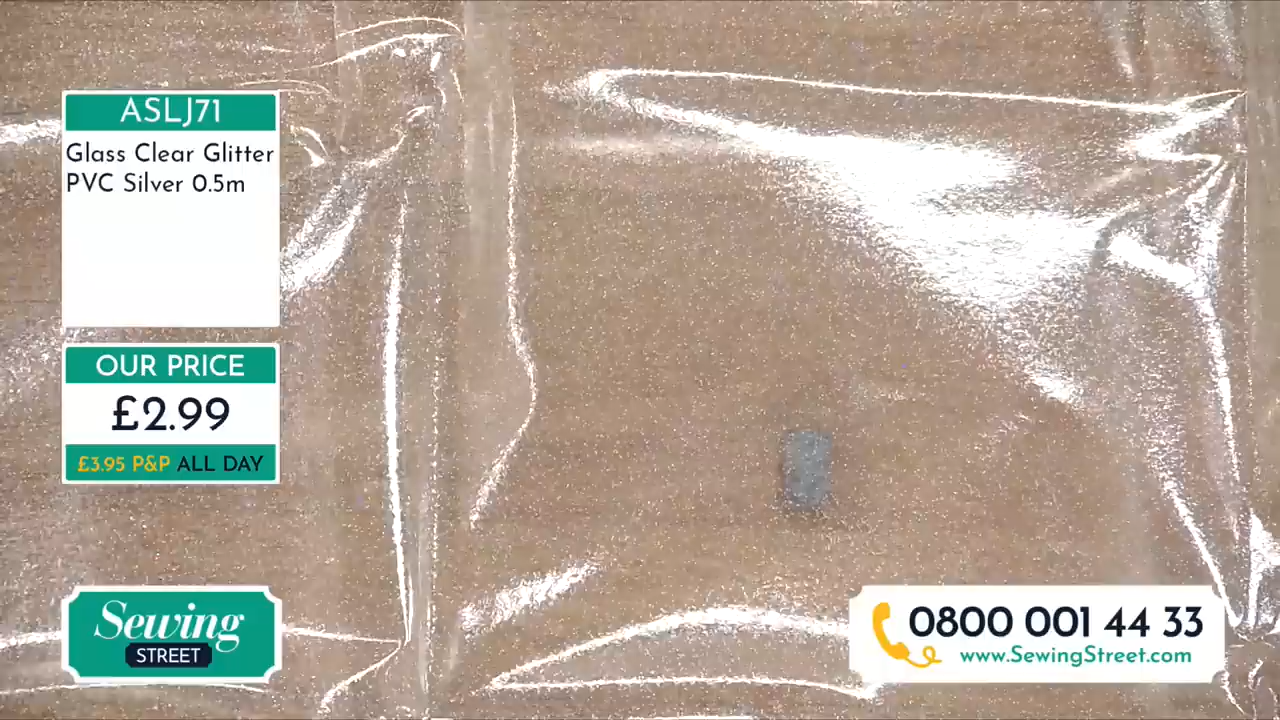 ASLJ71
Glass Clear Glitter
PVC Silver 0.5m
OUR PRICE
£2.99
£3.95 P&P ALL DAY
Sewing
STREET
0800 001 44 33
www.SewingStreet.com